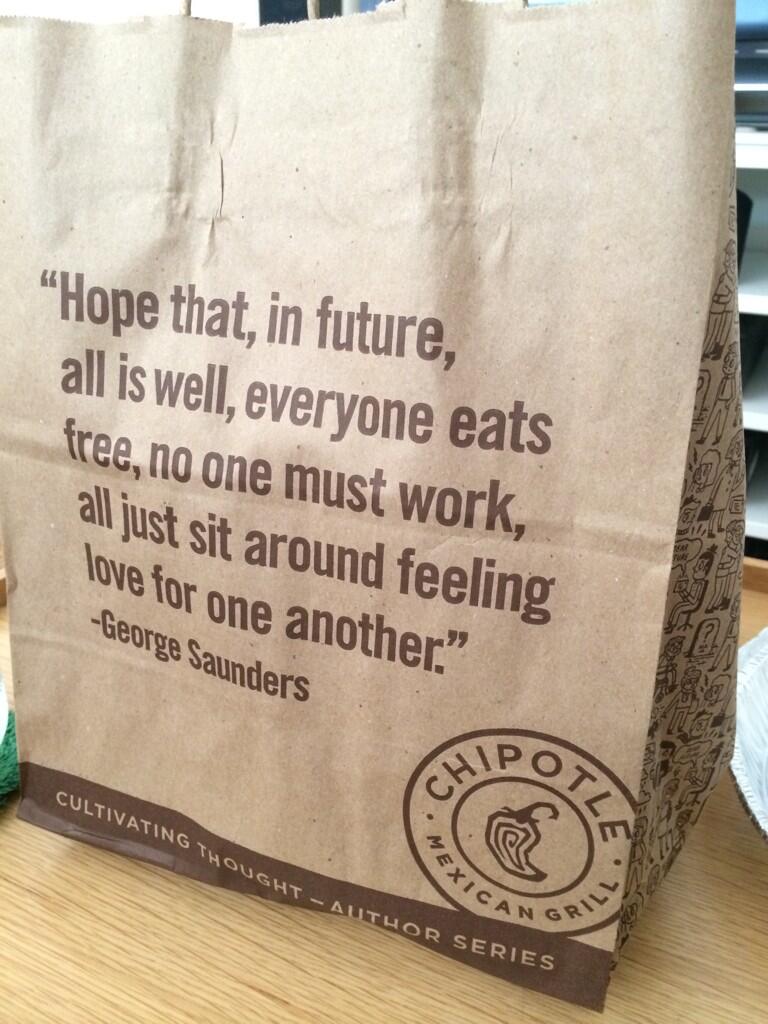 “Hope that, in future,
all is well, everyone eats
free, no one must work,
all just sit around feeling
love for one another.”
-George Saunders
CHIPOTLE
MEXICAN GRILL
CULTIVATING THOUGHT – AUTHOR SERIES